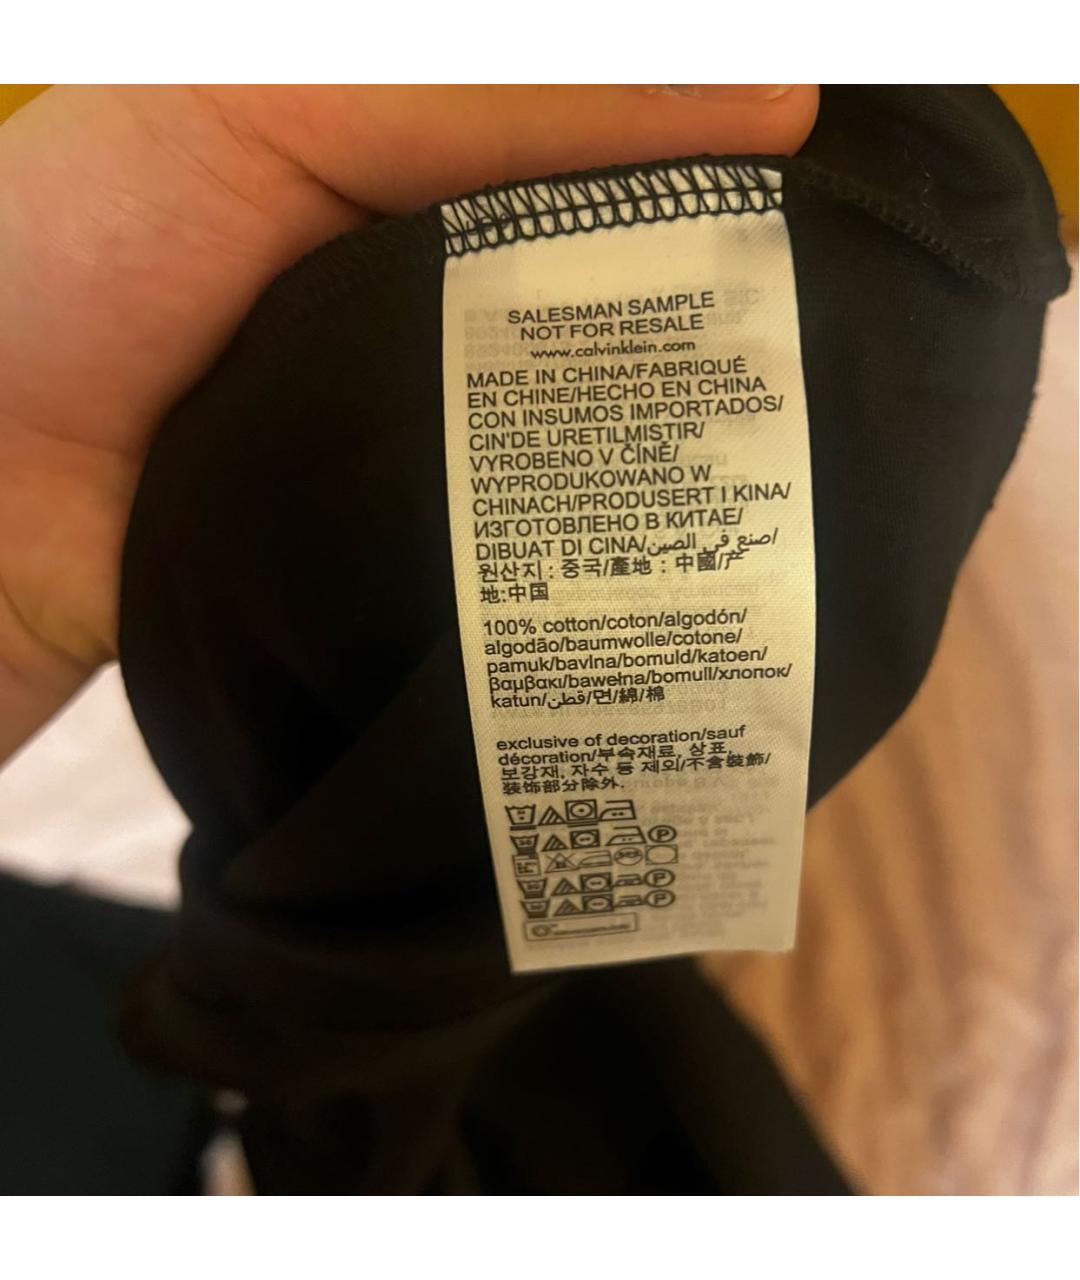 SALESMAN SAMPLE
NOT FOR RESALE
www.calvinklein.com
MADE IN CHINA/FABRIQUÉ
EN CHINE/HECHO EN CHINA
CON INSUMOS IMPORTADOS/
CIN'DE URETILMISTIR/
VYROBENO V ČÍNĚ/
WYPRODUKOWANO W
CHINACH/PRODUSERT I KINA/
ИЗГОТОВЛЕНО В КИТАЕ/
DIBUAT DI CINA/صنع في الصين/
원산지: 중국/產地 : 中國/产
地:中国
100% cotton/coton/algodón/
algodão/baumwolle/cotone/
pamuk/bavlna/bomuld/katoen/
βαμβακι/bawełna/bomull/хлопок/
katun/قطن/면/綿/棉
exclusive of decoration/sauf
décoration/부속재료, 상표,
보강재, 자수 등 제외/不含裝飾/
装饰部分除外.